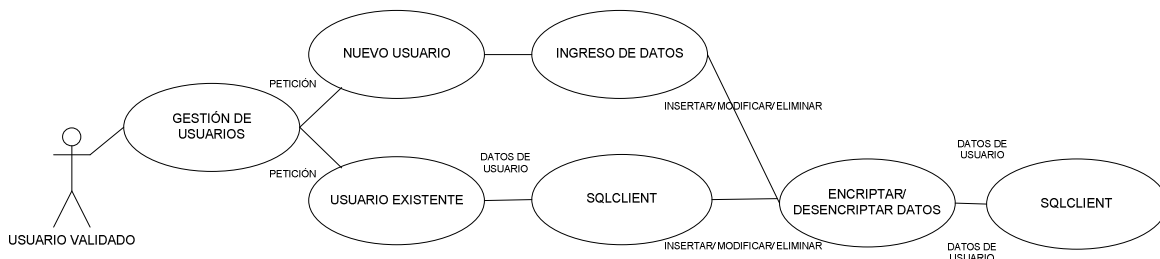 NUEVO USUARIO
INGRESO DE DATOS
PETICIÓN
INSERTAR/ MODIFICAR/ ELIMINAR
GESTIÓN DE
USUARIOS
PETICIÓN
USUARIO VALIDADO
DATOS DE
USUARIO
USUARIO EXISTENTE
SQLCLIENT
INSERTAR/ MODIFICAR/ ELIMINAR
ENCRIPTAR/
DESENCRIPTAR DATOS
DATOS DE
USUARIO
SQLCLIENT
DATOS DE
USUARIO